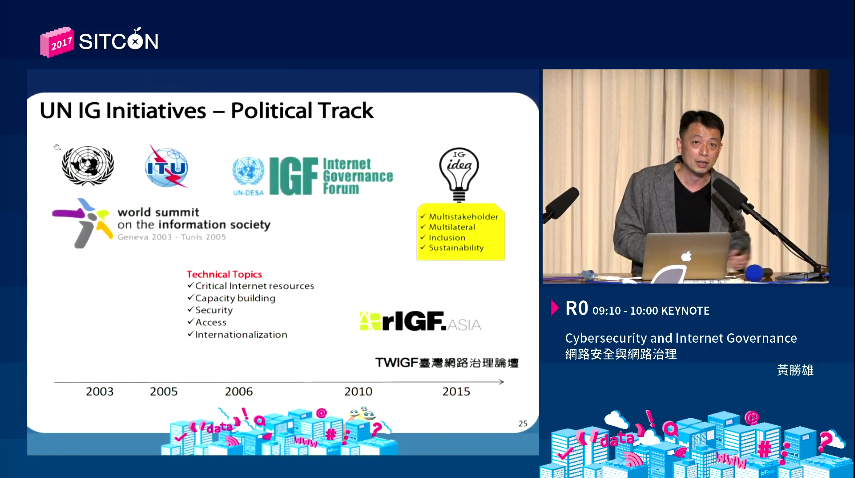 2017 SITCON
UN IG Initiatives – Political Track
ITU
UN-DESA
IGF Internet Governance Forum
IG
idea
world summit
on the information society
Geneva 2003 - Tunis 2005
✓ Multistakeholder
✓ Multilateral
✓ Inclusion
✓ Sustainability
Technical Topics
✓Critical Internet resources
✓Capacity building
✓Security
✓Access
✓Internationalization
rIGF.ASIA
TWIGF臺灣網路治理論壇
2003 2005 2006 2010 2015
25
R0 09:10 - 10:00 KEYNOTE
Cybersecurity and Internet Governance
網路安全與網路治理
黃勝雄